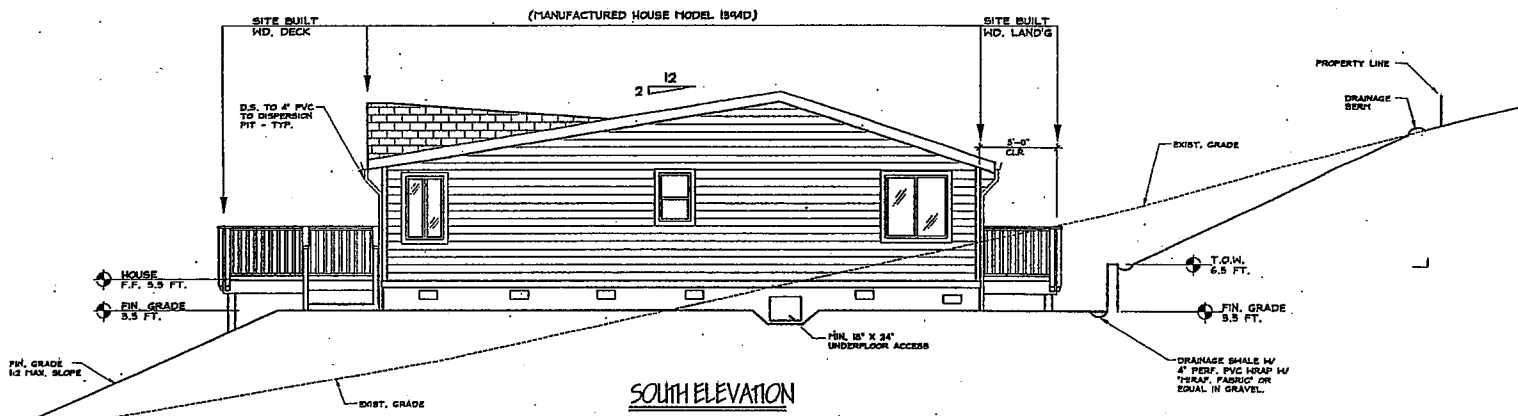 (MANUFACTURED HOUSE MODEL 1394D)
SITE BUILT
WD. DECK
SITE BUILT
WD. LAND'G
PROPERTY LINE
12
2
D.S. TO 4" PVC
TO DISPERSION
PIT - TYP.
DRAINAGE
BERM
5'-0"
CLR
EXIST. GRADE
HOUSE
F.F. 5.5 FT.
T.O.W.
6.5 FT.
FIN. GRADE
3.5 FT.
FIN. GRADE
3.5 FT.
MIN. 18" X 24"
UNDERFLOOR ACCESS
FIN. GRADE
1:2 MAX. SLOPE
DRAINAGE SWALE W/
4" PERF. PVC WRAP W/
"MIRAF. FABRIC" OR
EQUAL IN GRAVEL.
EXIST. GRADE
SOUTH ELEVATION